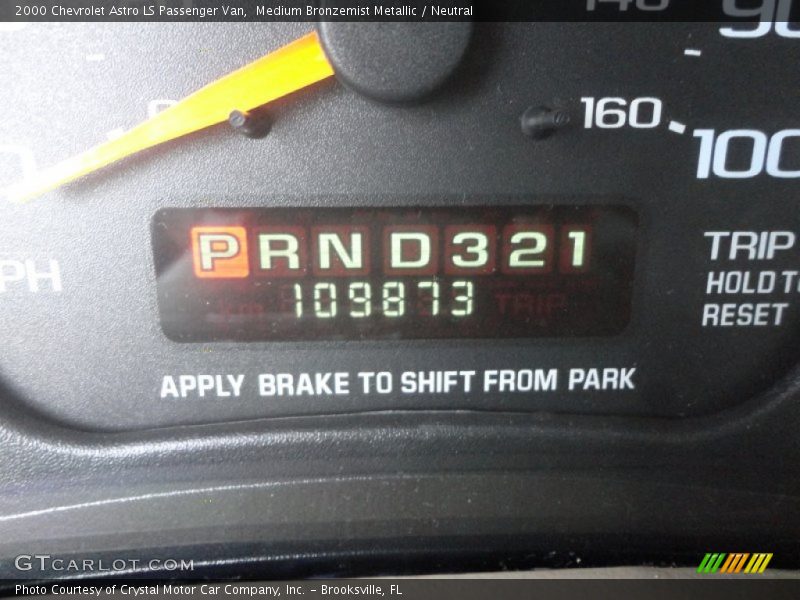 2000 Chevrolet Astro LS Passenger Van, Medium Bronzemist Metallic / Neutral
160
100
PRND321
109873
TRIP
TRIP
HOLD TO
RESET
APPLY BRAKE TO SHIFT FROM PARK
GTCARLOT.COM
Photo Courtesy of Crystal Motor Car Company, Inc. - Brooksville, FL